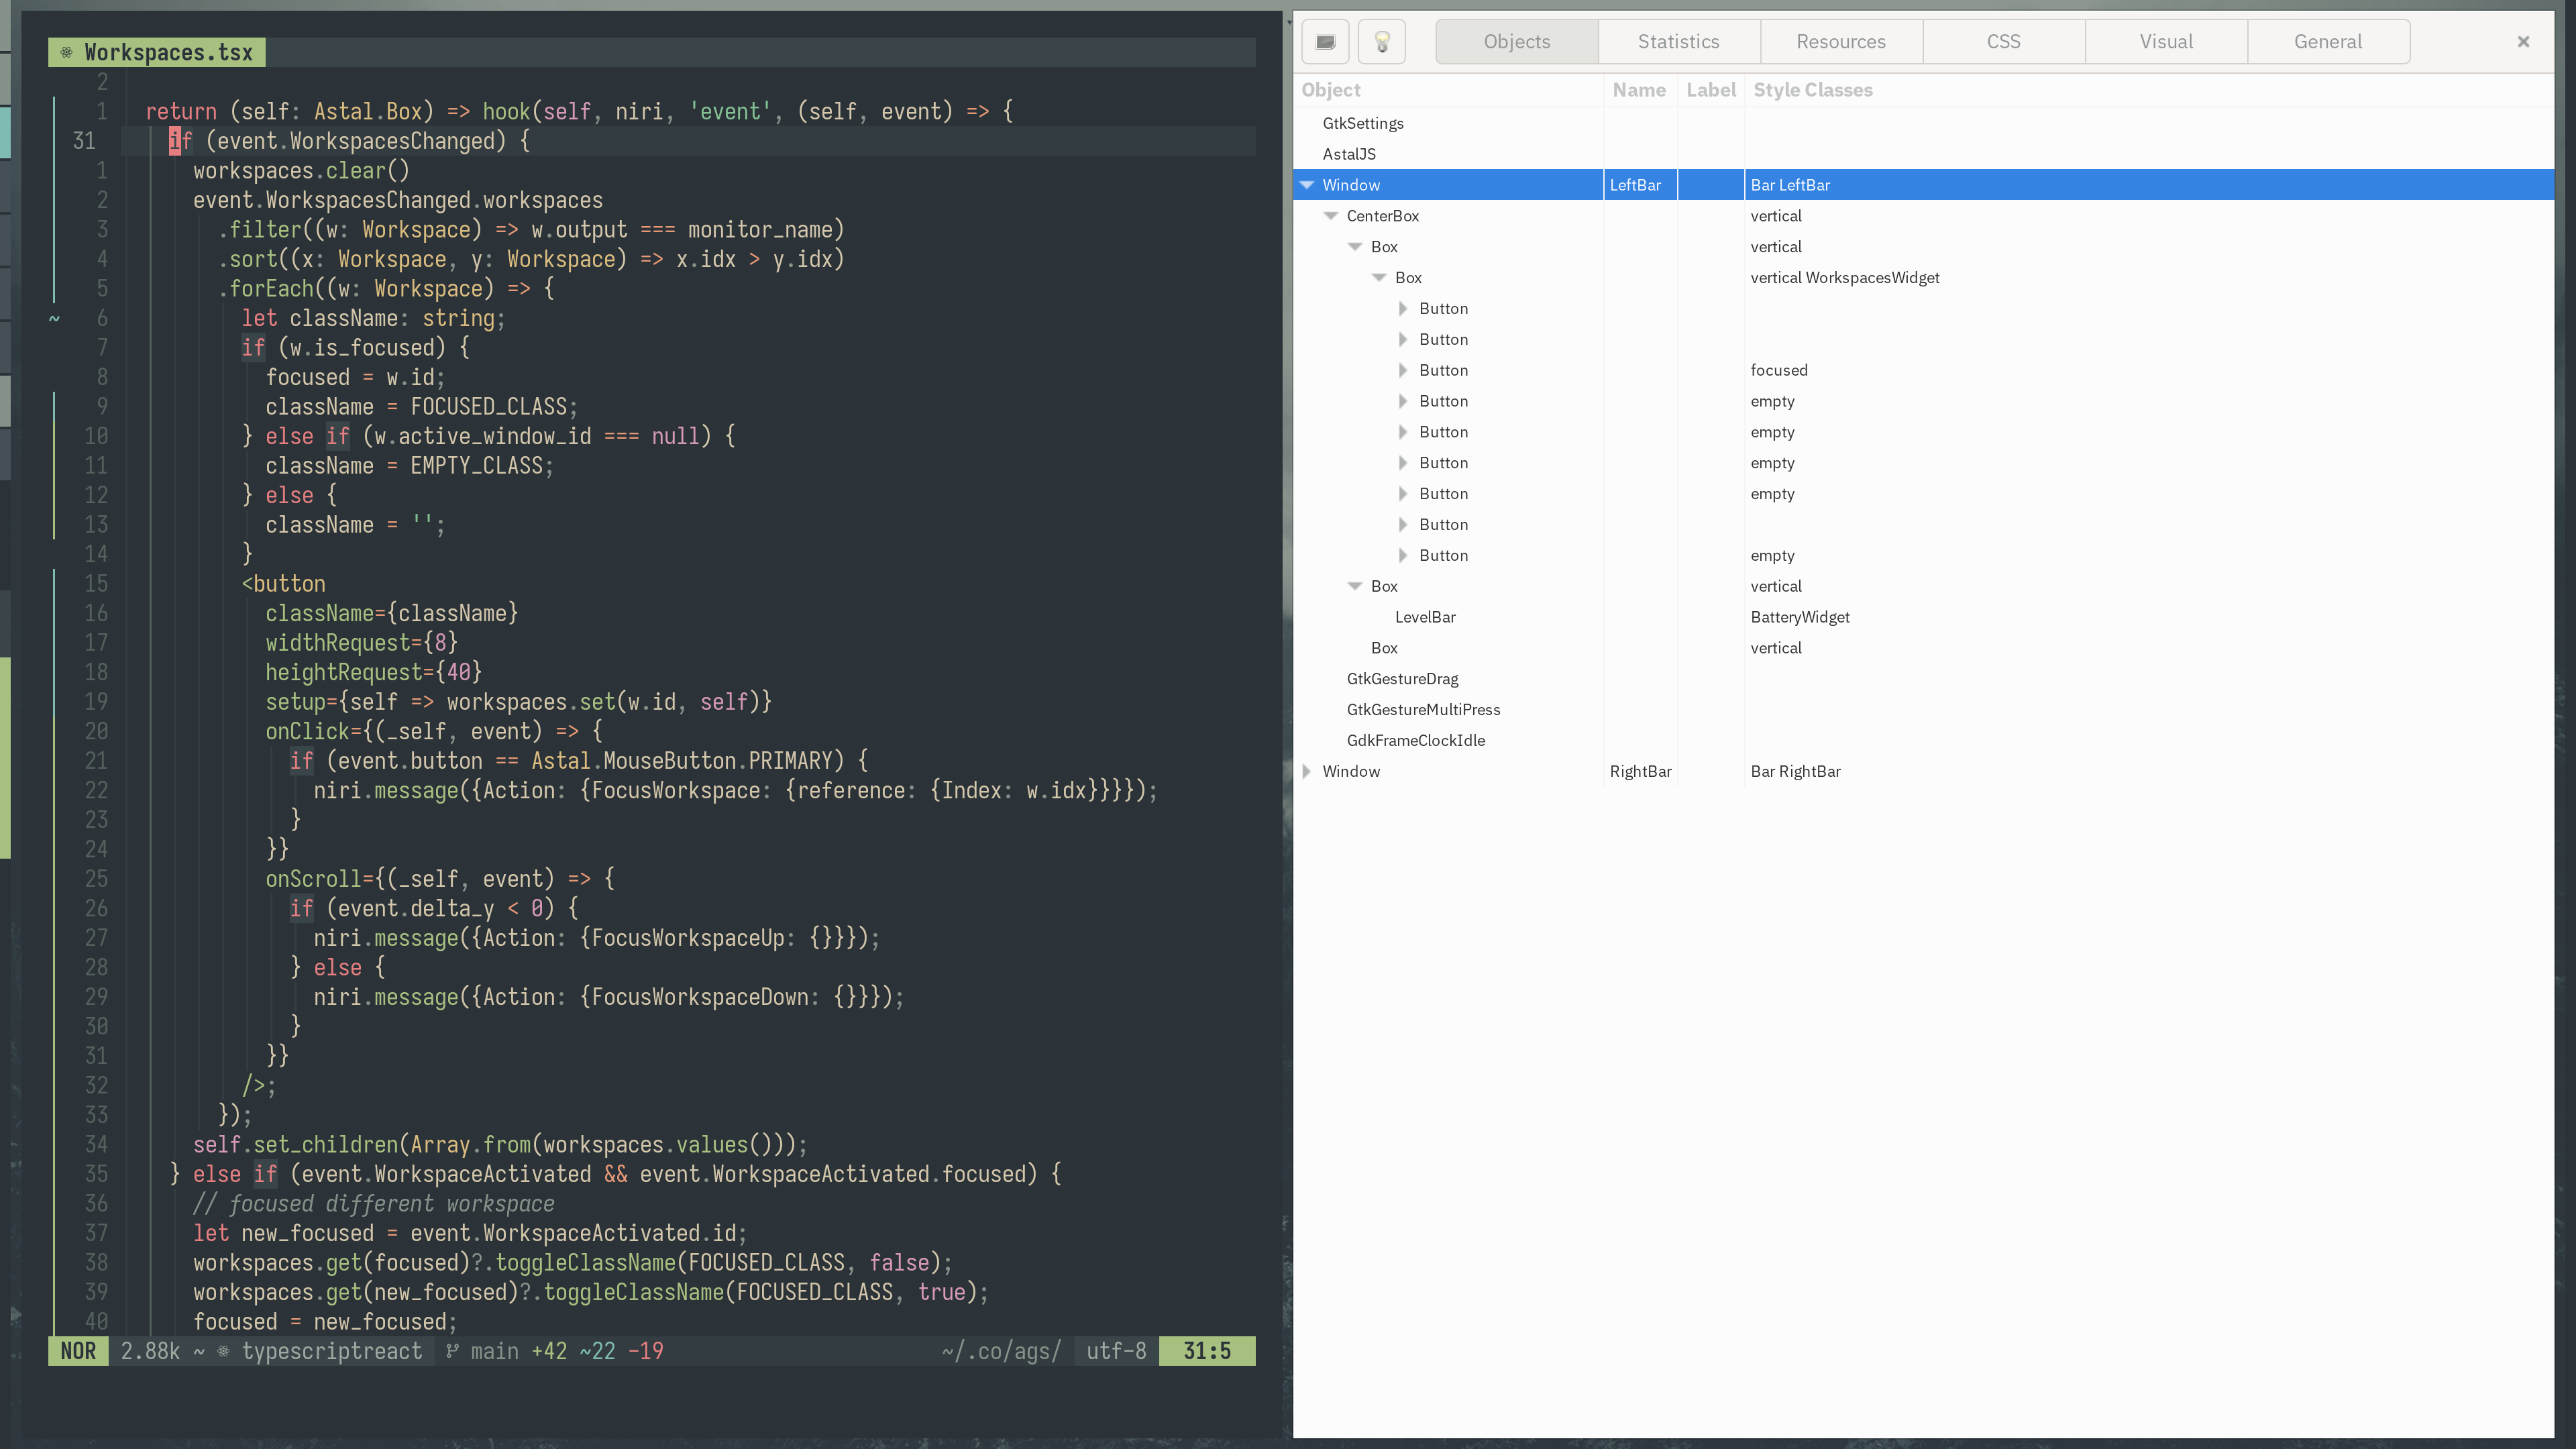 Workspaces.tsx
2
1 return (self: Astal.Box) => hook(self, niri, 'event', (self, event) => {
31 if (event.WorkspacesChanged) {
1 workspaces.clear()
2 event.WorkspacesChanged.workspaces
3 .filter((w: Workspace) => w.output === monitor_name)
4 .sort((x: Workspace, y: Workspace) => x.idx > y.idx)
5 .forEach((w: Workspace) => {
~ 6 let className: string;
7 if (w.is_focused) {
8 focused = w.id;
9 className = FOCUSED_CLASS;
10 } else if (w.active_window_id === null) {
11 className = EMPTY_CLASS;
12 } else {
13 className = '';
14 }
15 <button
16 className={className}
17 widthRequest={8}
18 heightRequest={40}
19 setup={self => workspaces.set(w.id, self)}
20 onClick={(_self, event) => {
21 if (event.button == Astal.MouseButton.PRIMARY) {
22 niri.message({Action: {FocusWorkspace: {reference: {Index: w.idx}}}});
23 }
24 }}
25 onScroll={(_self, event) => {
26 if (event.delta_y < 0) {
27 niri.message({Action: {FocusWorkspaceUp: {}}});
28 } else {
29 niri.message({Action: {FocusWorkspaceDown: {}}});
30 }
31 }}
32 />;
33 });
34 self.set_children(Array.from(workspaces.values()));
35 } else if (event.WorkspaceActivated && event.WorkspaceActivated.focused) {
36 // focused different workspace
37 let new_focused = event.WorkspaceActivated.id;
38 workspaces.get(focused)?.toggleClassName(FOCUSED_CLASS, false);
39 workspaces.get(new_focused)?.toggleClassName(FOCUSED_CLASS, true);
40 focused = new_focused;
NOR 2.88k ~ typescriptreact main +42 ~22 -19 ~/.co/ags/ utf-8 31:5
Objects Statistics Resources CSS Visual General ×
Object Name Label Style Classes
GtkSettings
AstalJS
Window LeftBar Bar LeftBar
CenterBox vertical
Box vertical
Box vertical WorkspacesWidget
Button
Button
Button focused
Button empty
Button empty
Button empty
Button empty
Button
Button empty
Box vertical
LevelBar BatteryWidget
Box vertical
GtkGestureDrag
GtkGestureMultiPress
GdkFrameClockIdle
Window RightBar Bar RightBar